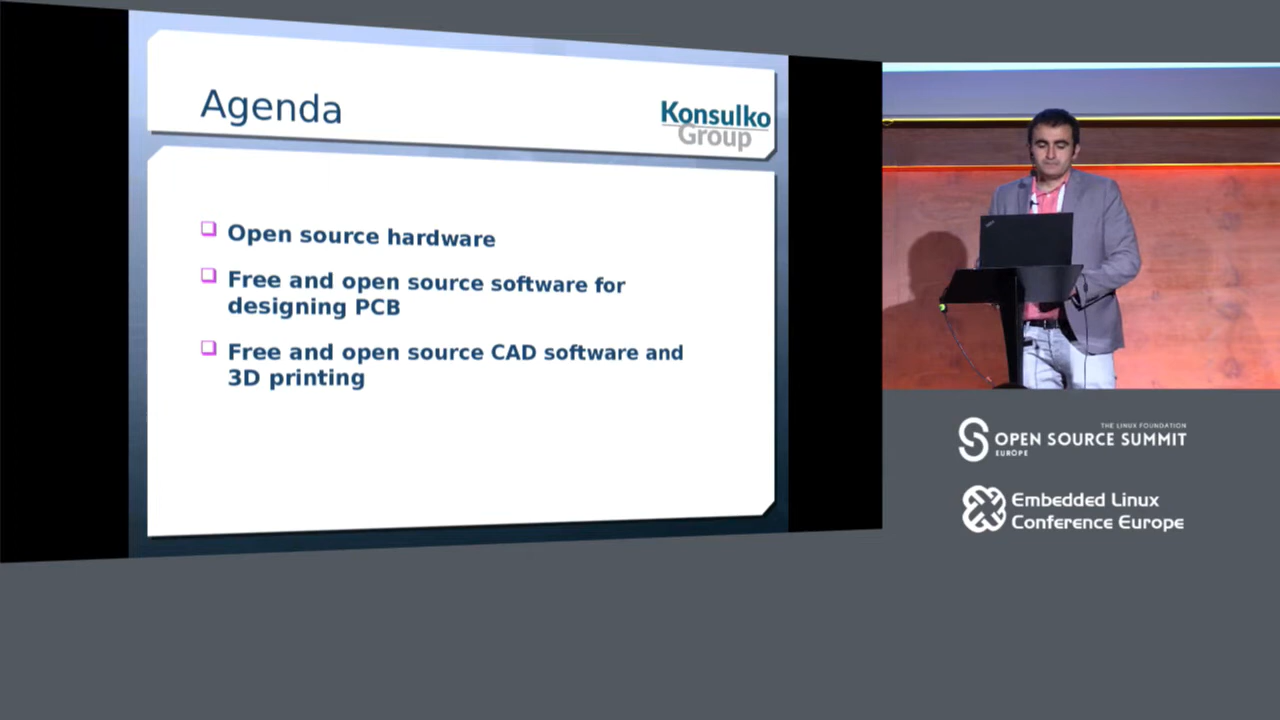 Agenda
Konsulko
Group
Open source hardware
Free and open source software for
designing PCB
Free and open source CAD software and
3D printing
THE LINUX FOUNDATION
OPEN SOURCE SUMMIT
EUROPE
Embedded Linux
Conference Europe